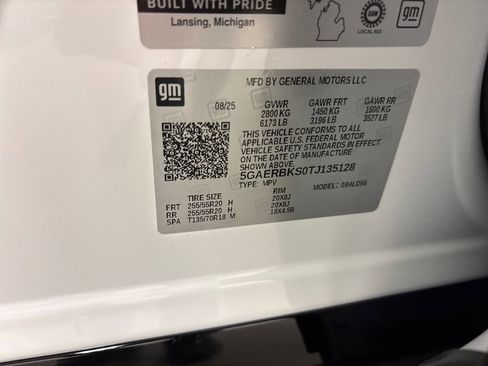 BUILT WITH PRIDE
Lansing, Michigan
UAW
LOCAL 602
gm
gm
MFD BY GENERAL MOTORS LLC
08/25 GVWR GAWR FRT GAWR RR
2800 KG 1450 KG 1600 KG
6173 LB 3196 LB 3527 LB
THIS VEHICLE CONFORMS TO ALL
APPLICABLE U.S. FEDERAL MOTOR
VEHICLE SAFETY STANDARDS IN EFFECT
ON THE DATE OF MANUFACTURE
SHOWN ABOVE.
5GAERBKS0TJ135128
TYPE: MPV MODEL: 084LD56
TIRE SIZE RIM
FRT 255/55R20 H 20X8J
RR 255/55R20 H 20X8J
SPA T135/70R18 M 18X4.5B